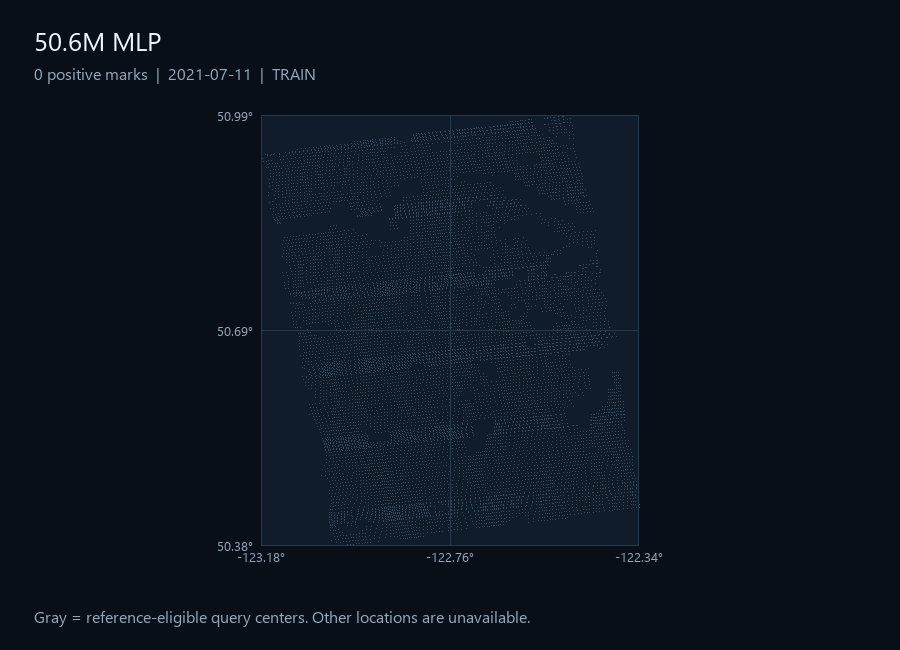 50.6M MLP
0 positive marks | 2021-07-11 | TRAIN
50.99°
50.69°
50.38°
-123.18°
-122.76°
-122.34°
Gray = reference-eligible query centers. Other locations are unavailable.